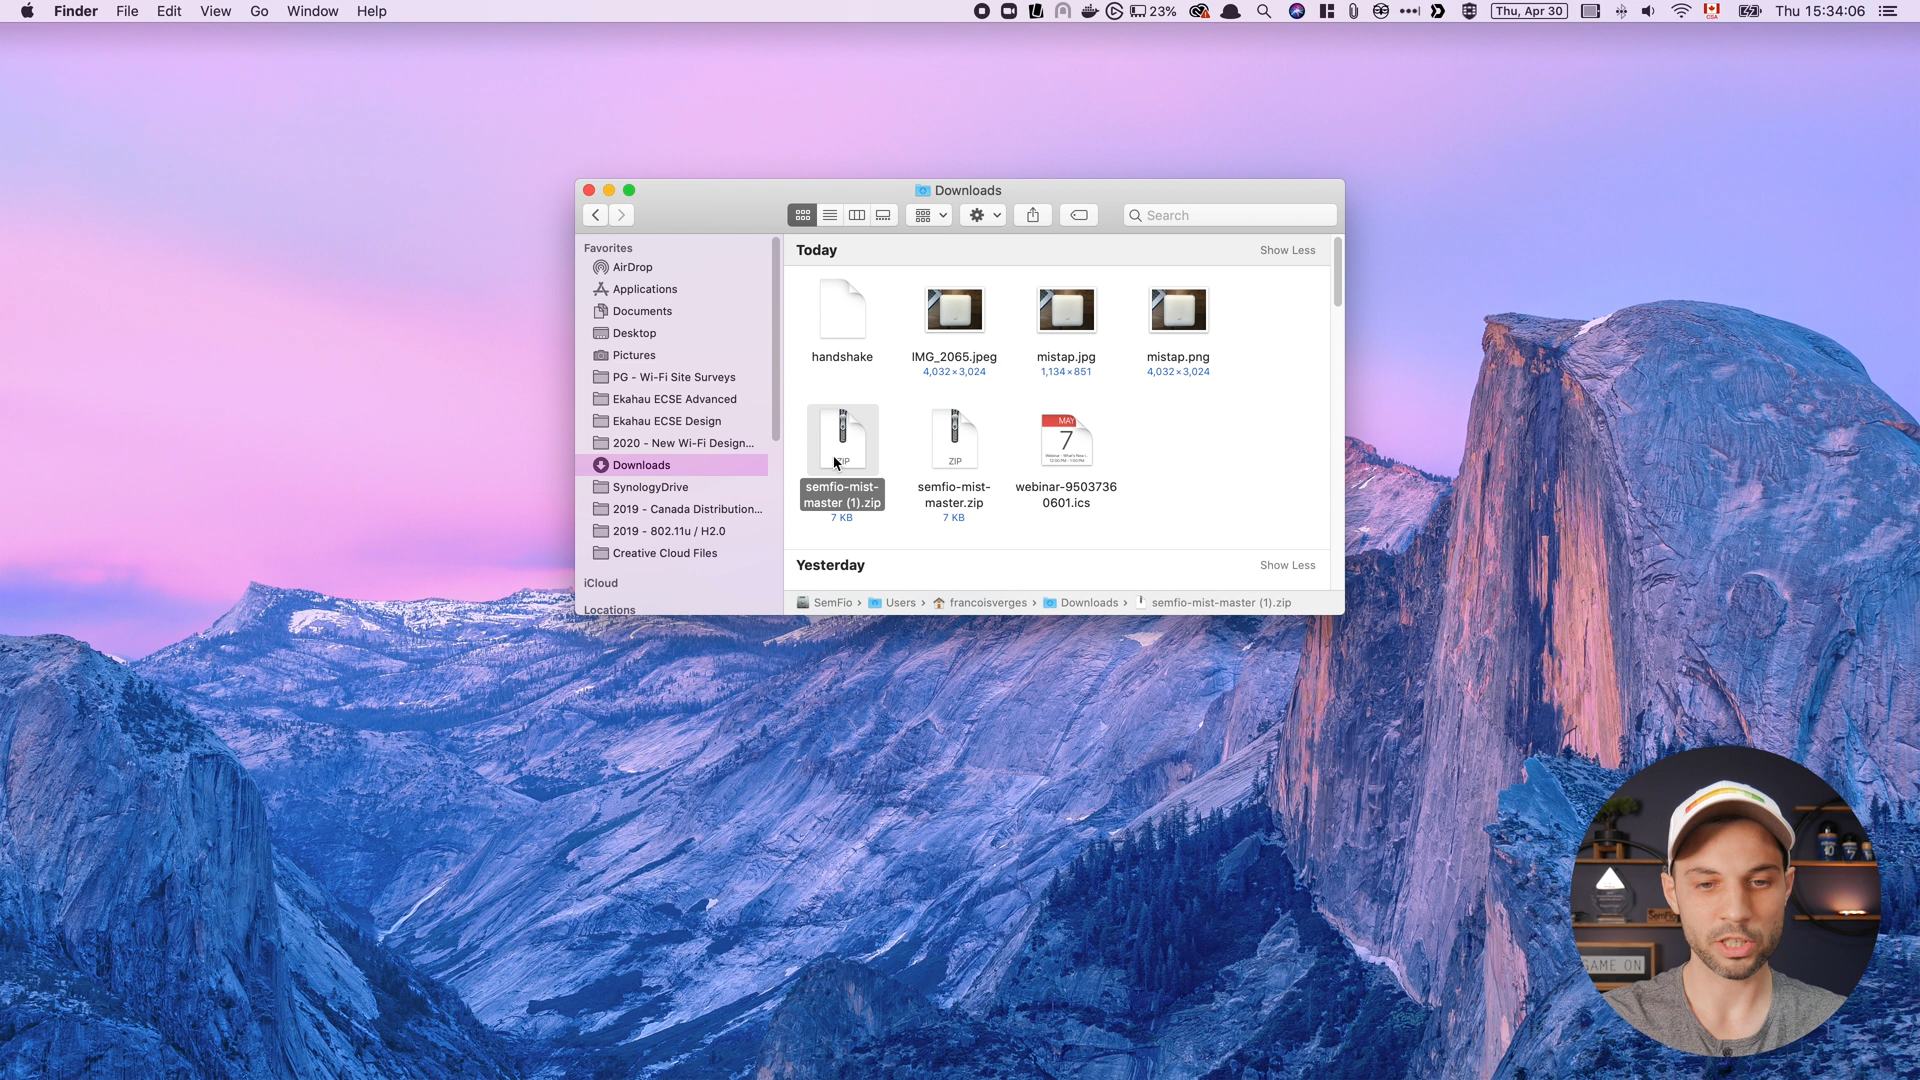 Finder File Edit View Go Window Help
23% Thu, Apr 30 Thu 15:34:06
Downloads
Search
Favorites
AirDrop
Applications
Documents
Desktop
Pictures
PG - Wi-Fi Site Surveys
Ekahau ECSE Advanced
Ekahau ECSE Design
2020 - New Wi-Fi Design...
Downloads
SynologyDrive
2019 - Canada Distribution...
2019 - 802.11u / H2.0
Creative Cloud Files
iCloud
Locations
Today Show Less
handshake
IMG_2065.jpeg
4,032×3,024
mistap.jpg
1,134×851
mistap.png
4,032×3,024
ZIP
semfio-mist-
master (1).zip
7 KB
ZIP
semfio-mist-
master.zip
7 KB
MAY
7
webinar-9503736
0601.ics
Yesterday Show Less
SemFio › Users › francoisverges › Downloads › semfio-mist-master (1).zip
SemFio
GAME ON